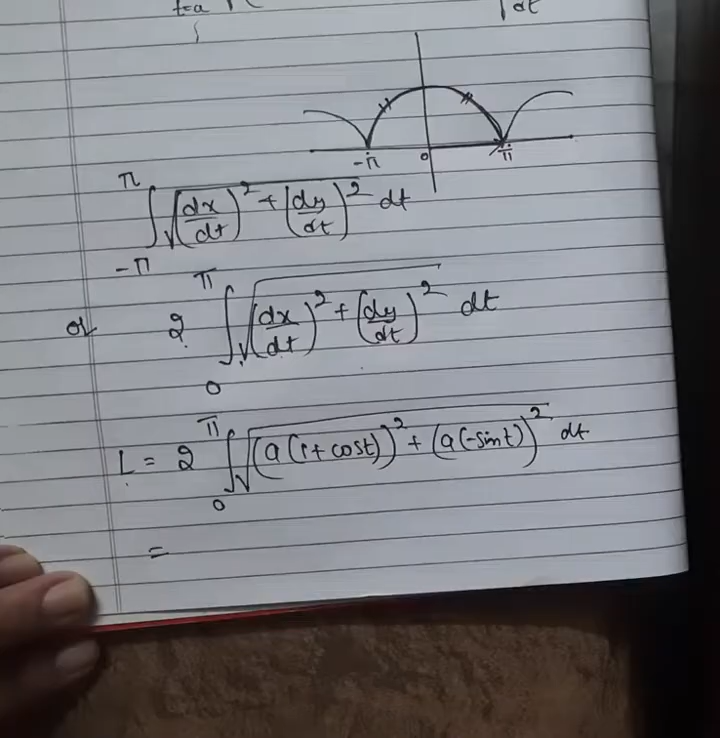 t=a
dt
-π 0 π
∫_{-π}^{π} √((dx/dt)^2 + (dy/dt)^2) dt
or 2 ∫_{0}^{π} √((dx/dt)^2 + (dy/dt)^2) dt
L = 2 ∫_{0}^{π} √((a(1+cost))^2 + (a(-sint))^2) dt
=